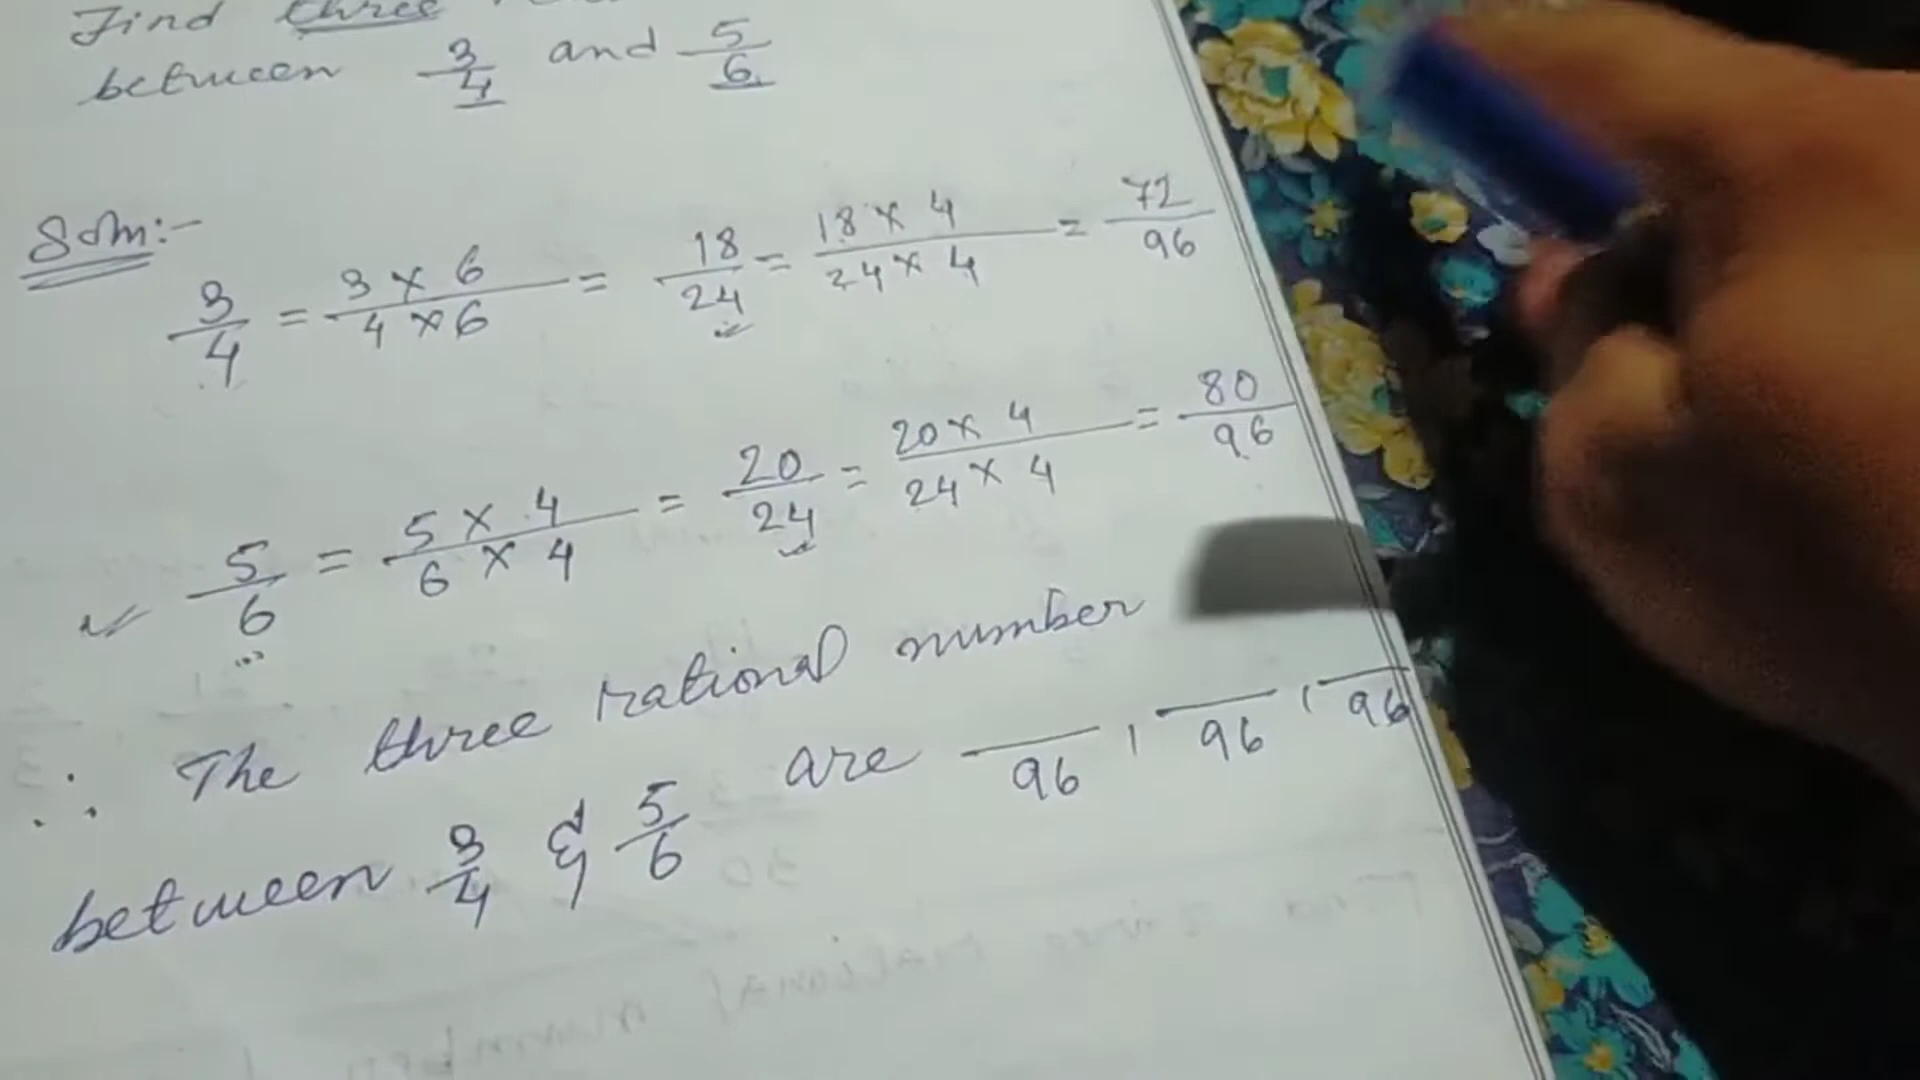 Find three
between 3/4 and 5/6
Soln:-
3/4 = 3 × 6 / 4 × 6 = 18/24 = 18 × 4 / 24 × 4 = 72/96
5/6 = 5 × 4 / 6 × 4 = 20/24 = 20 × 4 / 24 × 4 = 80/96
∴ The three rational number
between 3/4 & 5/6 are /96 , /96 , /96